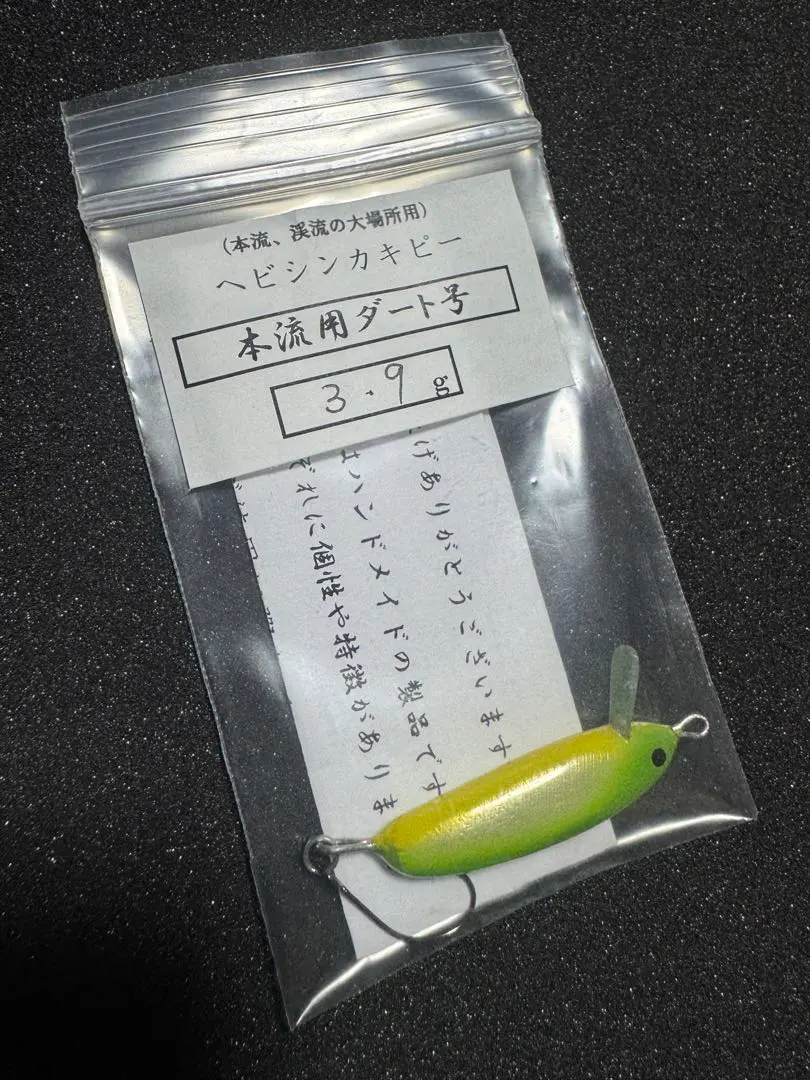 (本流、渓流の大場所用)
ヘビシンカキピー
本流用ダート号
3.9g
げありがとうございます
はハンドメイドの製品です
ぞれに個性や特徴がありま